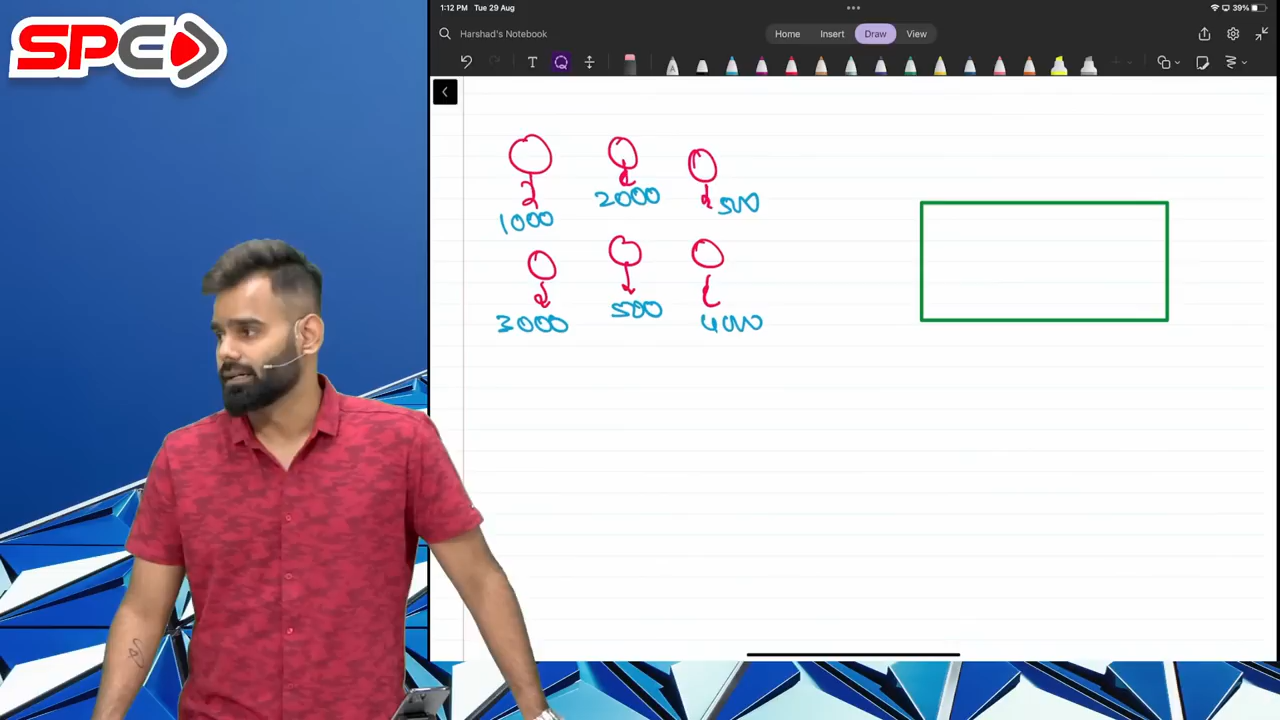 SPE
1:12 PM Tue 29 Aug
39%
Harshad's Notebook
Home Insert Draw View
1000
2000
500
3000
500
4000